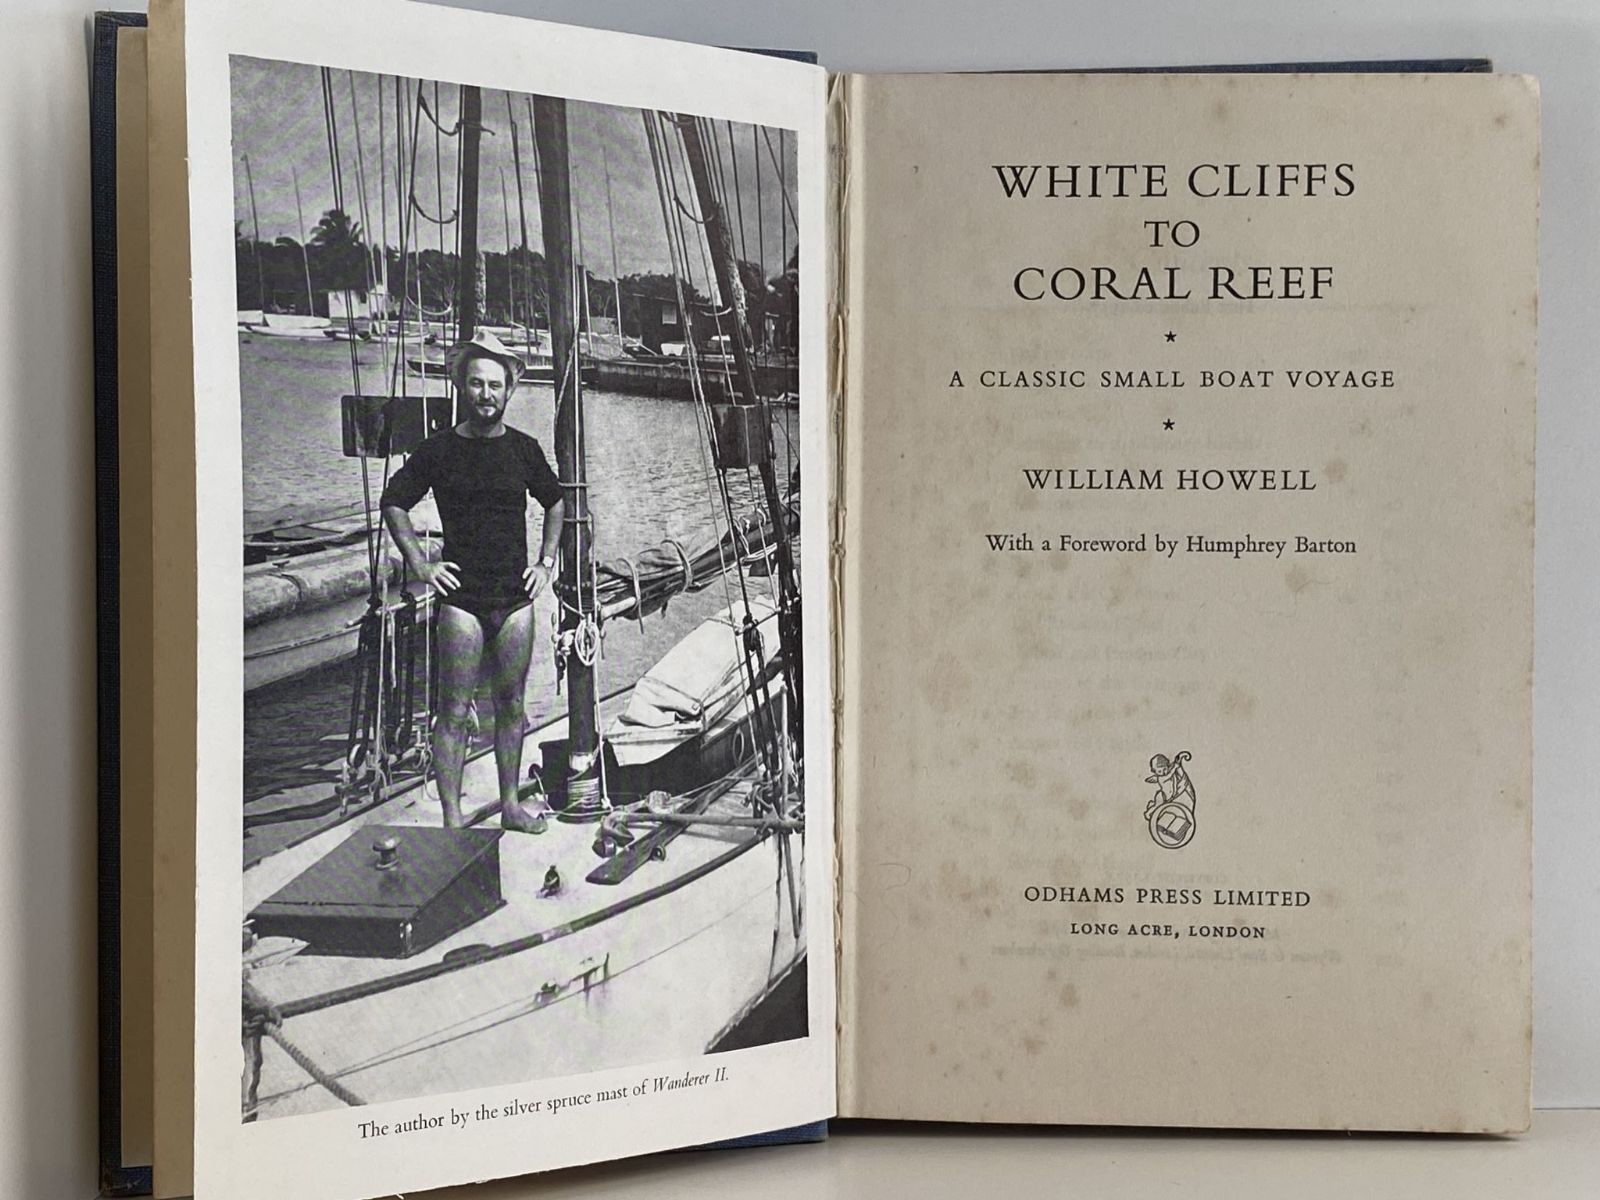 The author by the silver spruce mast of Wanderer II.
WHITE CLIFFS
TO
CORAL REEF
★
A CLASSIC SMALL BOAT VOYAGE
★
WILLIAM HOWELL
With a Foreword by Humphrey Barton
ODHAMS PRESS LIMITED
LONG ACRE, LONDON